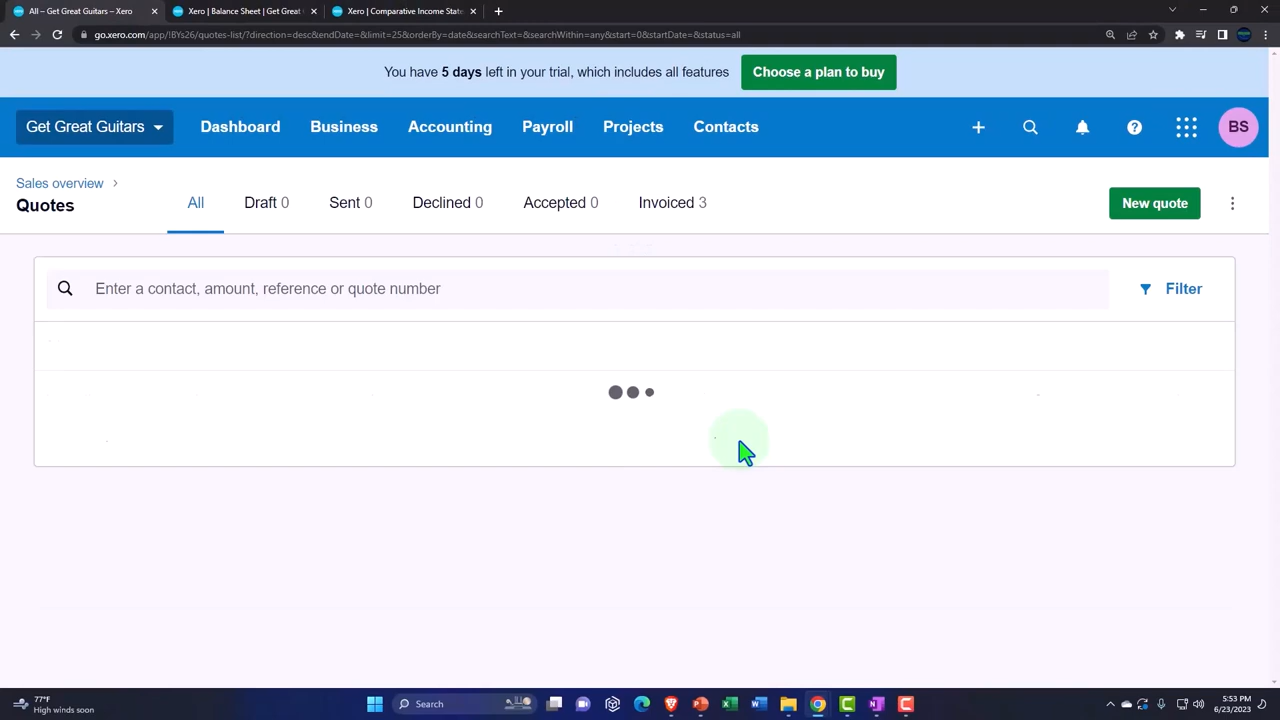 All – Get Great Guitars – Xero
Xero | Balance Sheet | Get Great
Xero | Comparative Income State
go.xero.com/app/!8Ys26/quotes-list/?direction=desc&endDate=&limit=25&orderBy=date&searchText=&searchWithin=any&start=0&startDate=&status=all
You have 5 days left in your trial, which includes all features
Choose a plan to buy
Get Great Guitars
Dashboard
Business
Accounting
Payroll
Projects
Contacts
BS
Sales overview
Quotes
All
Draft 0
Sent 0
Declined 0
Accepted 0
Invoiced 3
New quote
Enter a contact, amount, reference or quote number
Filter
77°F
High winds soon
Search
5:53 PM
6/23/2023